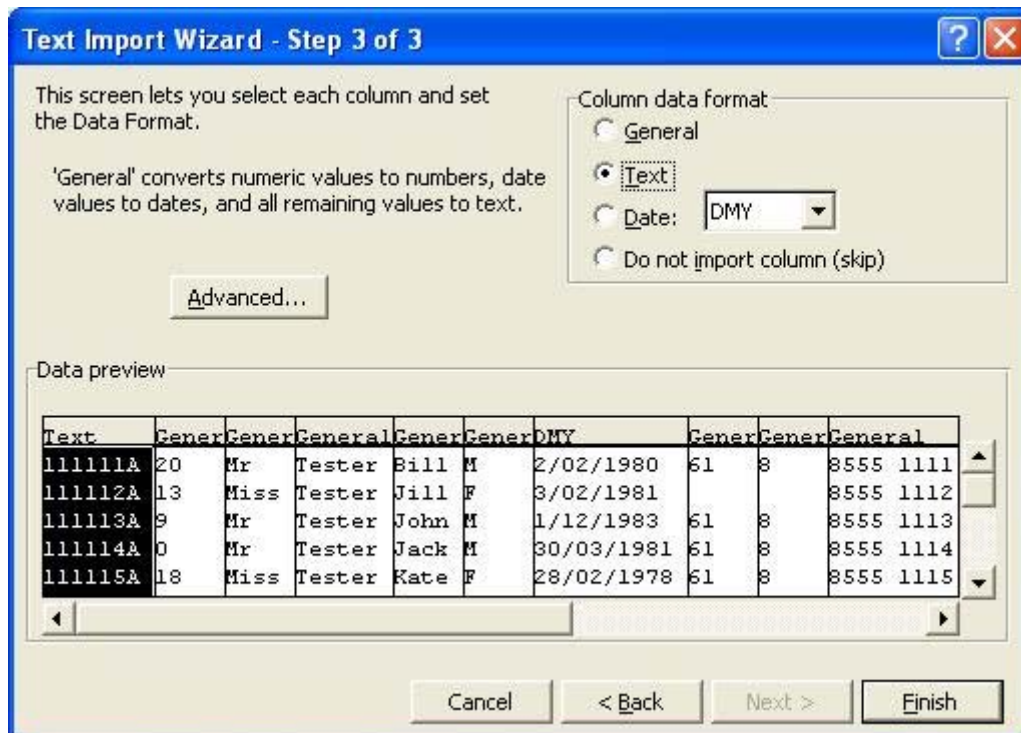 Text Import Wizard - Step 3 of 3
This screen lets you select each column and set
the Data Format.
'General' converts numeric values to numbers, date
values to dates, and all remaining values to text.
Advanced...
Column data format
General
Text
Date: DMY
Do not import column (skip)
Data preview
Text Gener Gener General Gener Gener DMY Gener Gener General
111111A 20 Mr Tester Bill M 2/02/1980 61 8 8555 1111
111112A 13 Miss Tester Jill F 3/02/1981 8555 1112
111113A 9 Mr Tester John M 1/12/1983 61 8 8555 1113
111114A 0 Mr Tester Jack M 30/03/1981 61 8 8555 1114
111115A 18 Miss Tester Kate F 28/02/1978 61 8 8555 1115
Cancel < Back Next > Finish